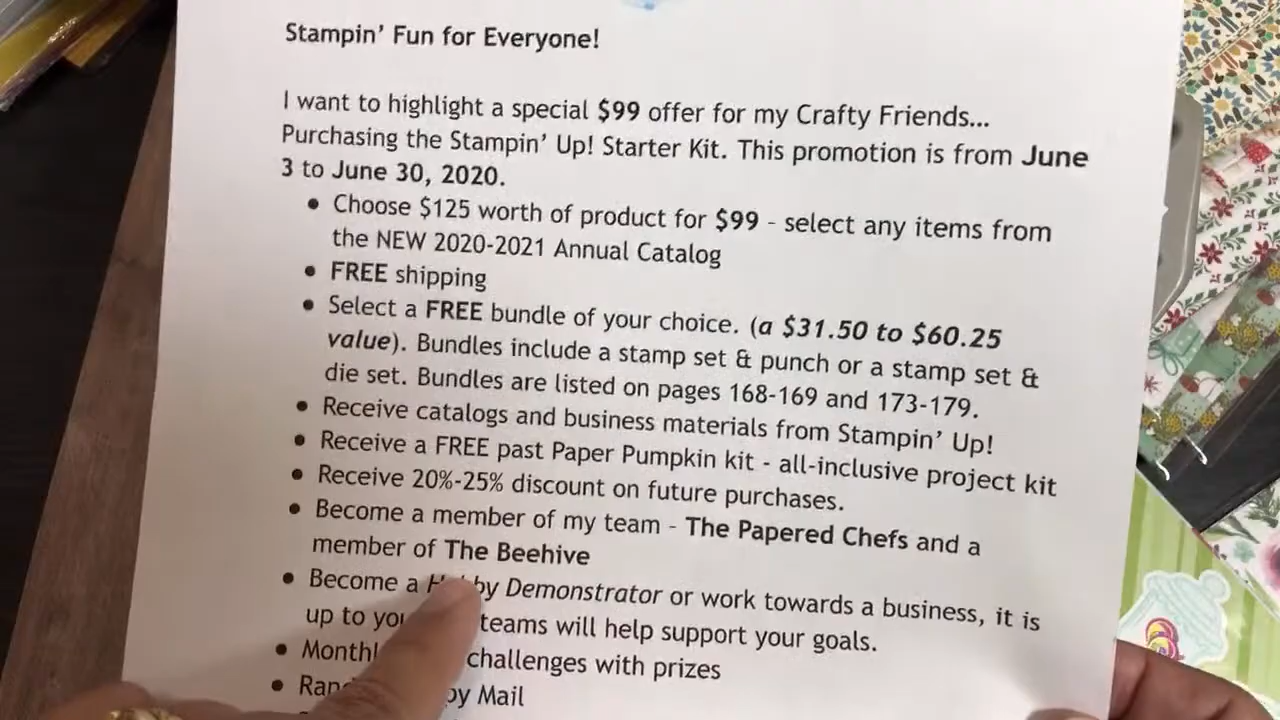 Stampin' Fun for Everyone!
I want to highlight a special $99 offer for my Crafty Friends...
Purchasing the Stampin' Up! Starter Kit. This promotion is from June
3 to June 30, 2020.
• Choose $125 worth of product for $99 - select any items from
the NEW 2020-2021 Annual Catalog
• FREE shipping
• Select a FREE bundle of your choice. (a $31.50 to $60.25
value). Bundles include a stamp set & punch or a stamp set &
die set. Bundles are listed on pages 168-169 and 173-179.
• Receive catalogs and business materials from Stampin' Up!
• Receive a FREE past Paper Pumpkin kit - all-inclusive project kit
• Receive 20%-25% discount on future purchases.
• Become a member of my team - The Papered Chefs and a
member of The Beehive
• Become a Demonstrator or work towards a business, it is
up to teams will help support your goals.
• challenges with prizes
• Mail